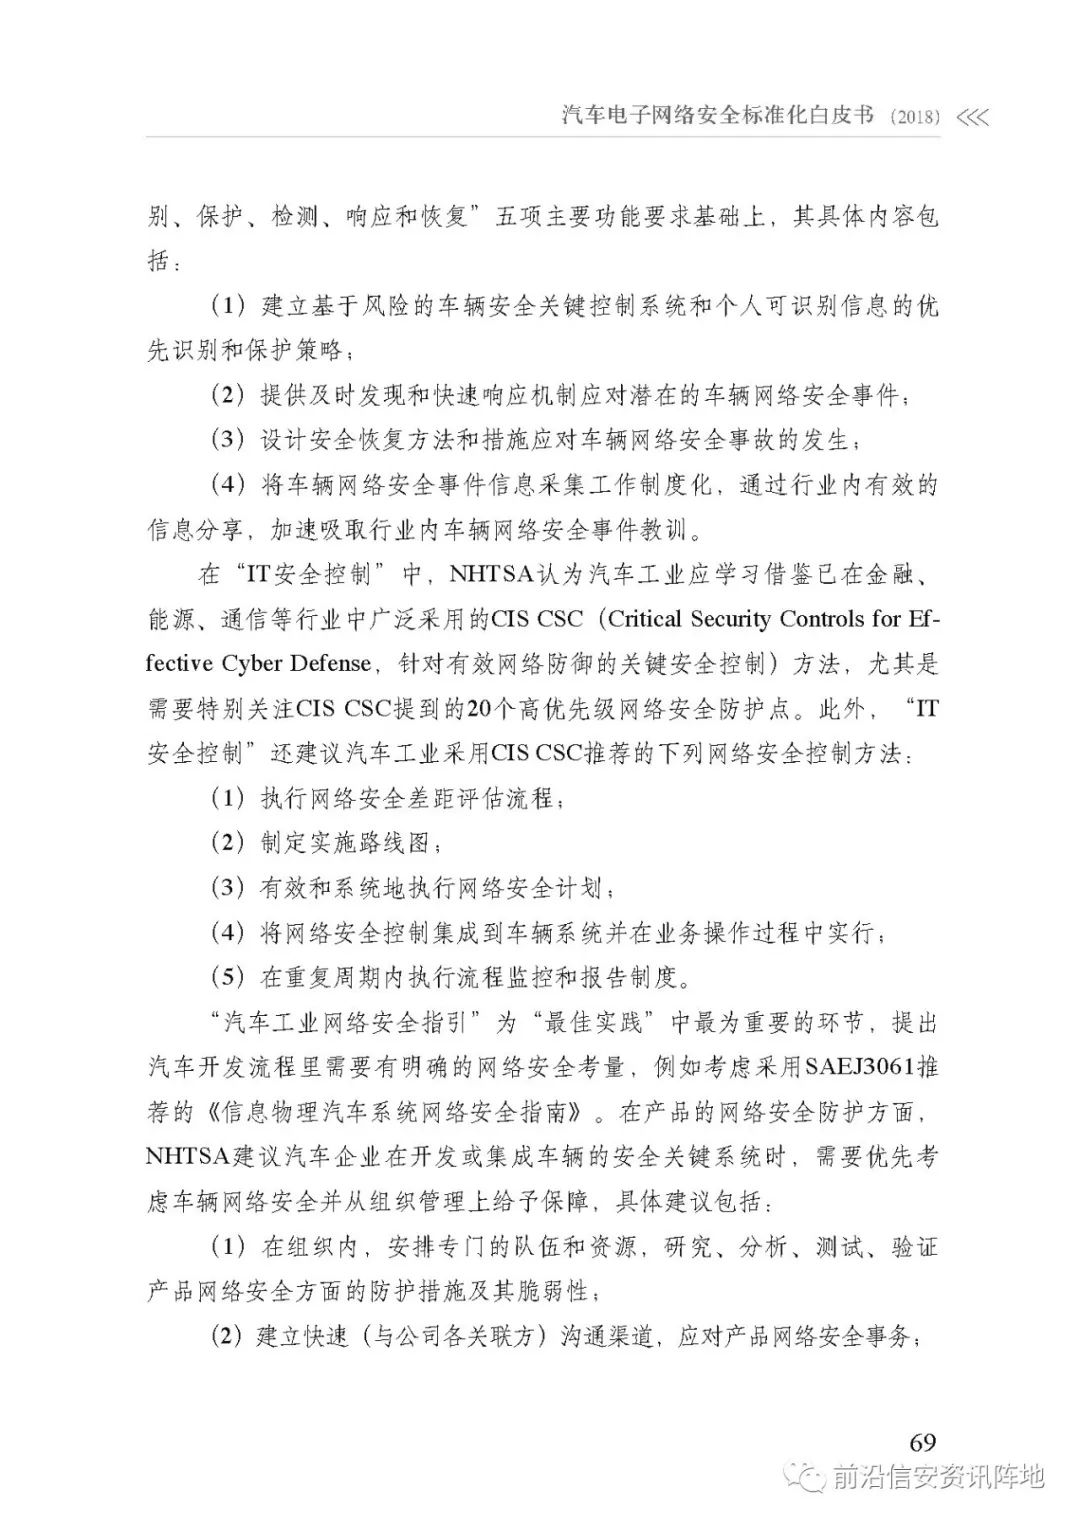 汽车电子网络安全标准化白皮书 (2018) <<<
别、保护、检测、响应和恢复”五项主要功能要求基础上，其具体内容包
括：
（1）建立基于风险的车辆安全关键控制系统和个人可识别信息的优
先识别和保护策略；
（2）提供及时发现和快速响应机制应对潜在的车辆网络安全事件；
（3）设计安全恢复方法和措施应对车辆网络安全事故的发生；
（4）将车辆网络安全事件信息采集工作制度化，通过行业内有效的
信息分享，加速吸取行业内车辆网络安全事件教训。
在“IT安全控制”中，NHTSA认为汽车工业应学习借鉴已在金融、
能源、通信等行业中广泛采用的CIS CSC（Critical Security Controls for Ef-
fective Cyber Defense，针对有效网络防御的关键安全控制）方法，尤其是
需要特别关注CIS CSC提到的20个高优先级网络安全防护点。此外，“IT
安全控制”还建议汽车工业采用CIS CSC推荐的下列网络安全控制方法：
（1）执行网络安全差距评估流程；
（2）制定实施路线图；
（3）有效和系统地执行网络安全计划；
（4）将网络安全控制集成到车辆系统并在业务操作过程中实行；
（5）在重复周期内执行流程监控和报告制度。
“汽车工业网络安全指引”为“最佳实践”中最为重要的环节，提出
汽车开发流程里需要有明确的网络安全考量，例如考虑采用SAEJ3061推
荐的《信息物理汽车系统网络安全指南》。在产品的网络安全防护方面，
NHTSA建议汽车企业在开发或集成车辆的安全关键系统时，需要优先考
虑车辆网络安全并从组织管理上给予保障，具体建议包括：
（1）在组织内，安排专门的队伍和资源，研究、分析、测试、验证
产品网络安全方面的防护措施及其脆弱性；
（2）建立快速（与公司各关联方）沟通渠道，应对产品网络安全事务；
69
前沿信安资讯阵地